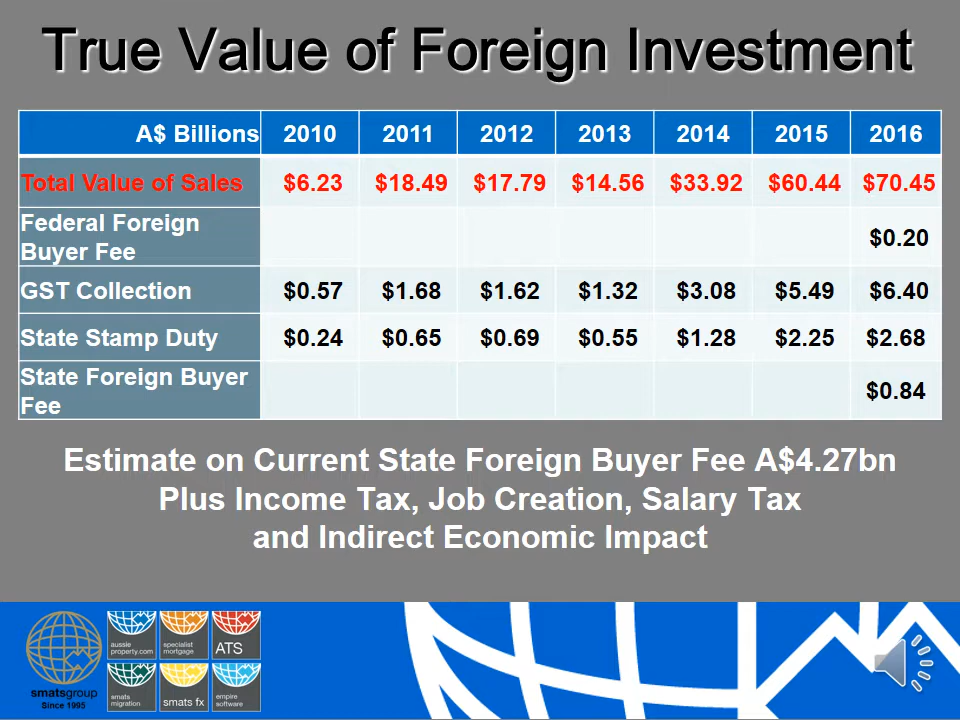 True Value of Foreign Investment
A$ Billions 2010 2011 2012 2013 2014 2015 2016
Total Value of Sales $6.23 $18.49 $17.79 $14.56 $33.92 $60.44 $70.45
Federal Foreign
Buyer Fee $0.20
GST Collection $0.57 $1.68 $1.62 $1.32 $3.08 $5.49 $6.40
State Stamp Duty $0.24 $0.65 $0.69 $0.55 $1.28 $2.25 $2.68
State Foreign Buyer
Fee $0.84
Estimate on Current State Foreign Buyer Fee A$4.27bn
Plus Income Tax, Job Creation, Salary Tax
and Indirect Economic Impact
smatsgroup
Since 1995
aussie
property.com
specialist
mortgage
ATS
smats
migration
smats fx
empire
software